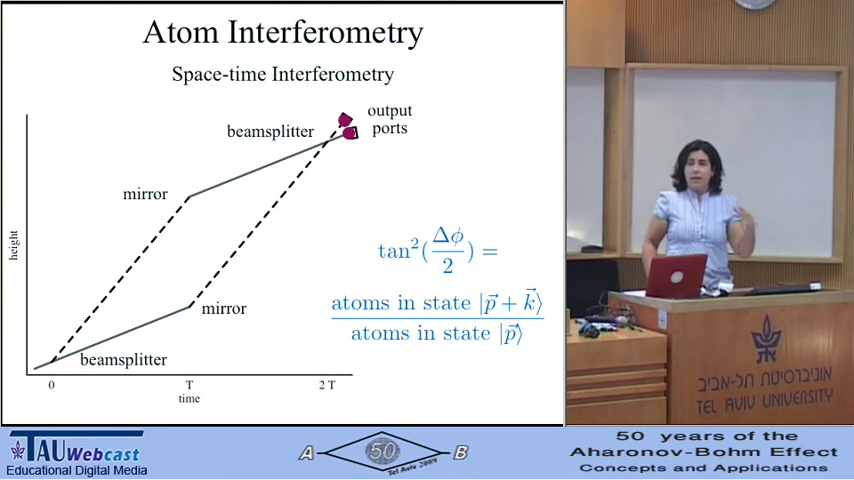 Atom Interferometry
Space-time Interferometry
output
ports
beamsplitter
mirror
height
tan²(Δϕ/2) =
atoms in state |p⃗ + k⃗⟩
atoms in state |p⃗⟩
mirror
beamsplitter
0 T 2 T
time
אוניברסיטת תל-אביב
TEL AVIV UNIVERSITY
TAU Webcast
Educational Digital Media
A 50 B
Tel Aviv 2009
50 years of the
Aharonov-Bohm Effect
Concepts and Applications